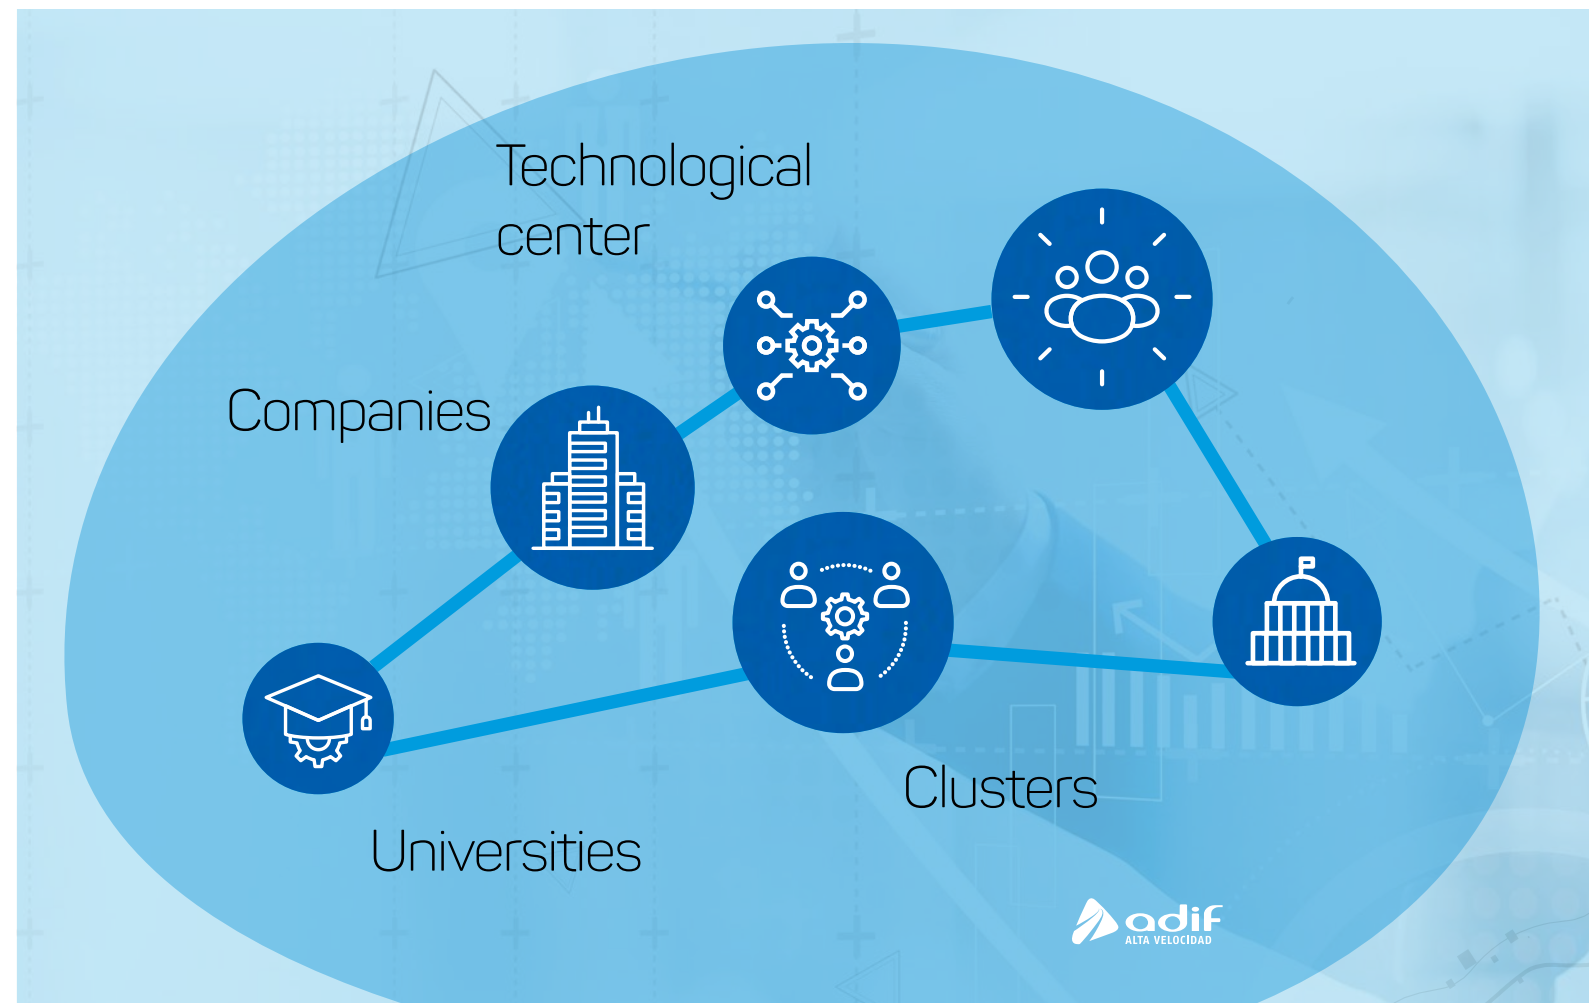 Technological
center
Companies
Clusters
Universities
adif
ALTA VELOCIDAD